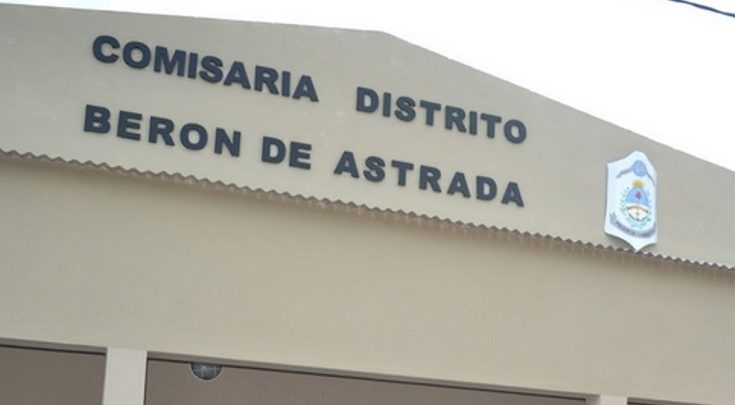 COMISARIA DISTRITO
BERON DE ASTRADA